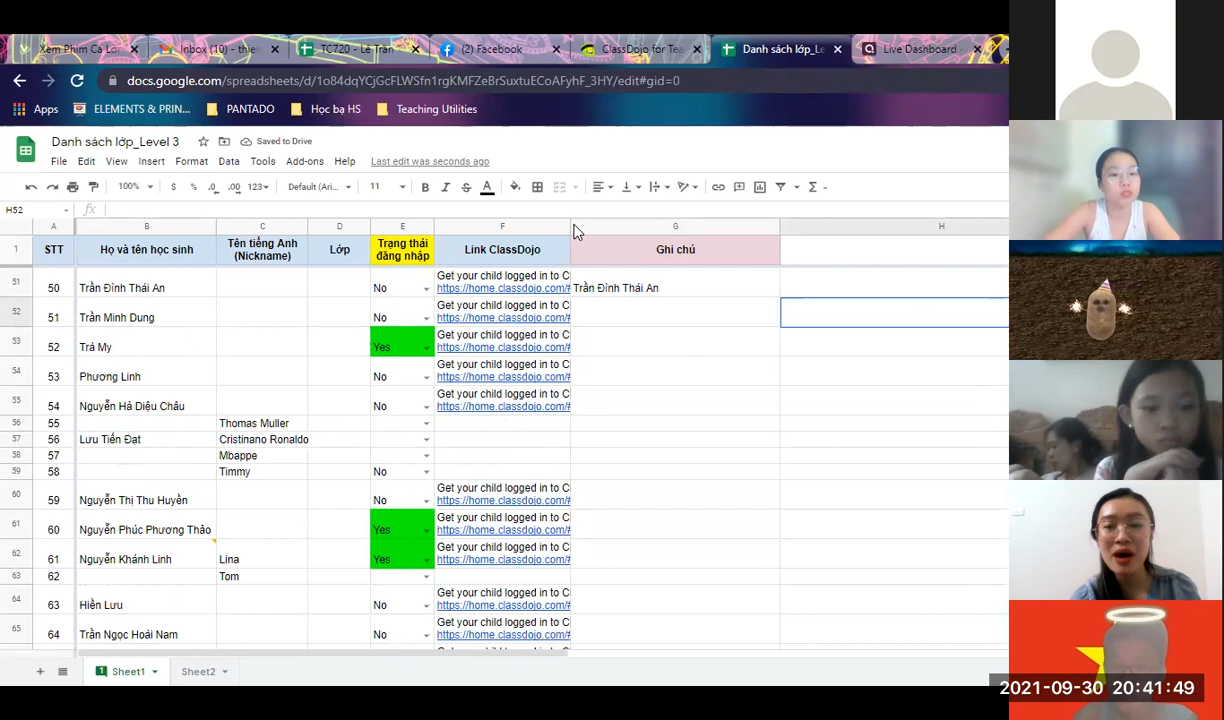 Xem Phim Cá Lo
Inbox (10) - thie
TC720 - Lê Trần
(2) Facebook
ClassDojo for Tea
Danh sách lớp_Le
Live Dashboard -
docs.google.com/spreadsheets/d/1o84dqYCjGcFLWSfn1rgKMFZeBrSuxtuECoAFyhF_3HY/edit#gid=0
Apps
ELEMENTS & PRIN...
PANTADO
Học bạ HS
Teaching Utilities
Danh sách lớp_Level 3
Saved to Drive
File Edit View Insert Format Data Tools Add-ons Help Last edit was seconds ago
100% $ % .0 .00 123 Default (Ari... 11 B I S A
H52 fx
A B C D E F G H
1 STT Họ và tên học sinh Tên tiếng Anh (Nickname) Lớp Trạng thái đăng nhập Link ClassDojo Ghi chú
51 50 Trần Đình Thái An No Get your child logged in to C https://home.classdojo.com/# Trần Đình Thái An
52 51 Trần Minh Dung No Get your child logged in to C https://home.classdojo.com/#
53 52 Trà My Yes Get your child logged in to C https://home.classdojo.com/#
54 53 Phương Linh No Get your child logged in to C https://home.classdojo.com/#
55 54 Nguyễn Hà Diệu Châu No Get your child logged in to C https://home.classdojo.com/#
56 55 Thomas Muller
57 56 Lưu Tiến Đạt Cristinano Ronaldo
58 57 Mbappe
59 58 Timmy No
60 59 Nguyễn Thị Thu Huyền No Get your child logged in to C https://home.classdojo.com/#
61 60 Nguyễn Phúc Phương Thảo Yes Get your child logged in to C https://home.classdojo.com/#
62 61 Nguyễn Khánh Linh Lina Yes Get your child logged in to C https://home.classdojo.com/#
63 62 Tom
64 63 Hiền Lưu No Get your child logged in to C https://home.classdojo.com/#
65 64 Trần Ngọc Hoài Nam No Get your child logged in to C https://home.classdojo.com/#
Sheet1 Sheet2
2021-09-30 20:41:49